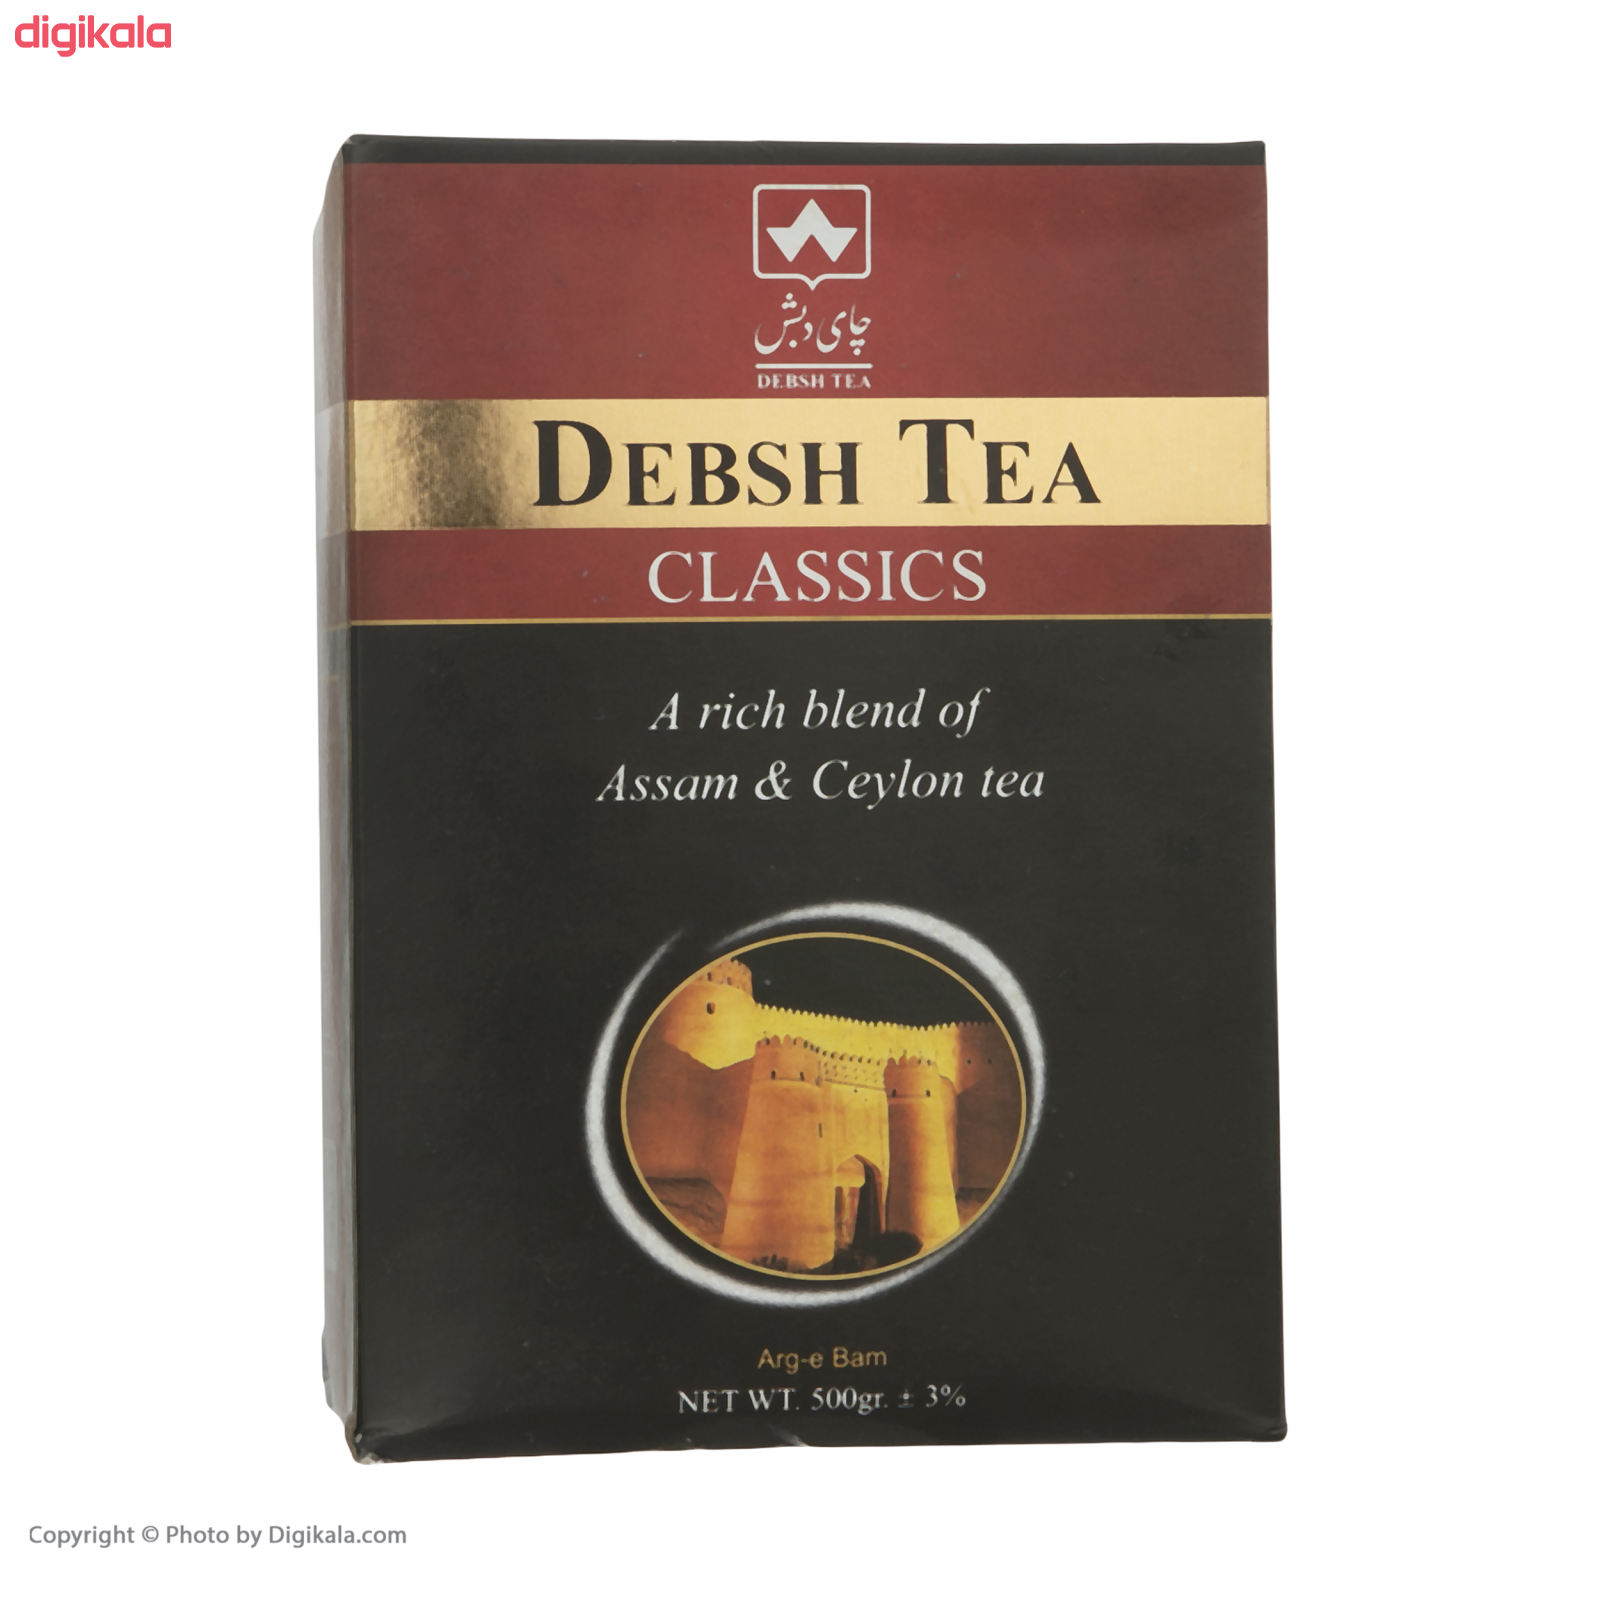 digikala
چای دبش
DEBSH TEA
DEBSH TEA
CLASSICS
A rich blend of
Assam & Ceylon tea
Arg-e Bam
NET WT. 500gr. ± 3%
Copyright © Photo by Digikala.com